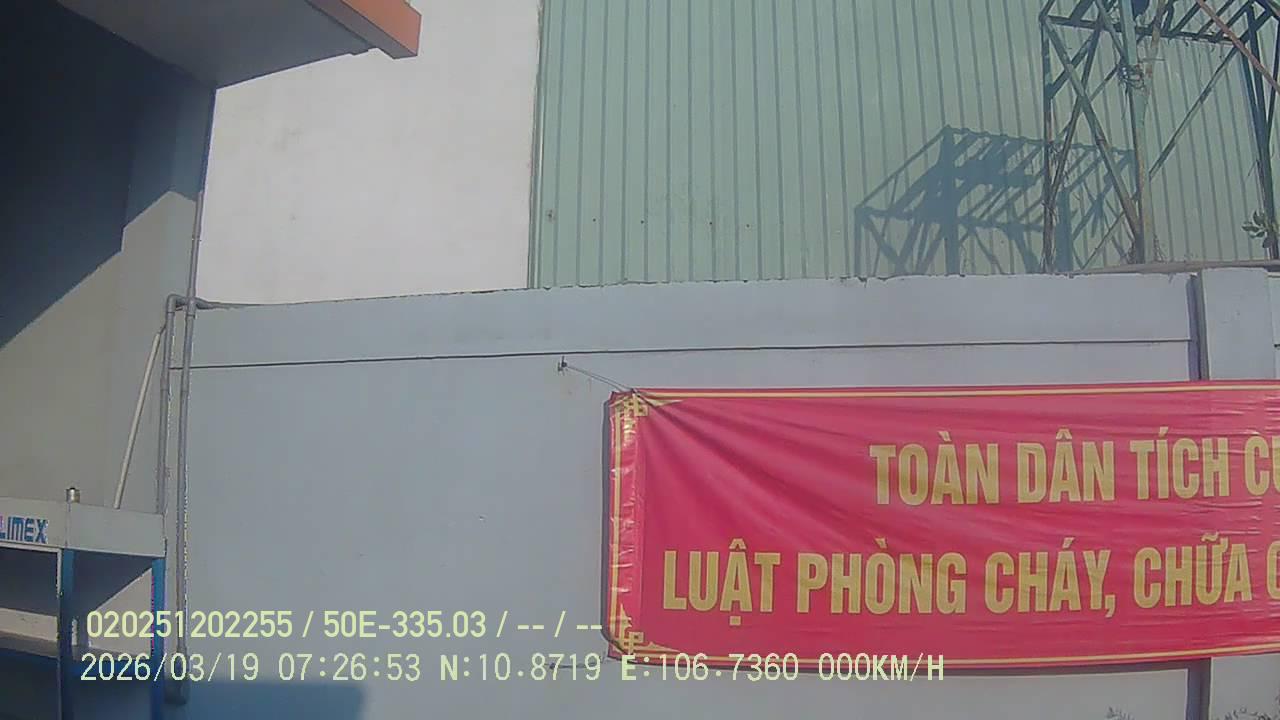 TOÀN DÂN TÍCH
LUẬT PHÒNG CHÁY, CHỮA
LIMEX
020251202255 / 50E-335.03 / -- / --
2026/03/19 07:26:53 N:10.8719 E:106.7360 000KM/H